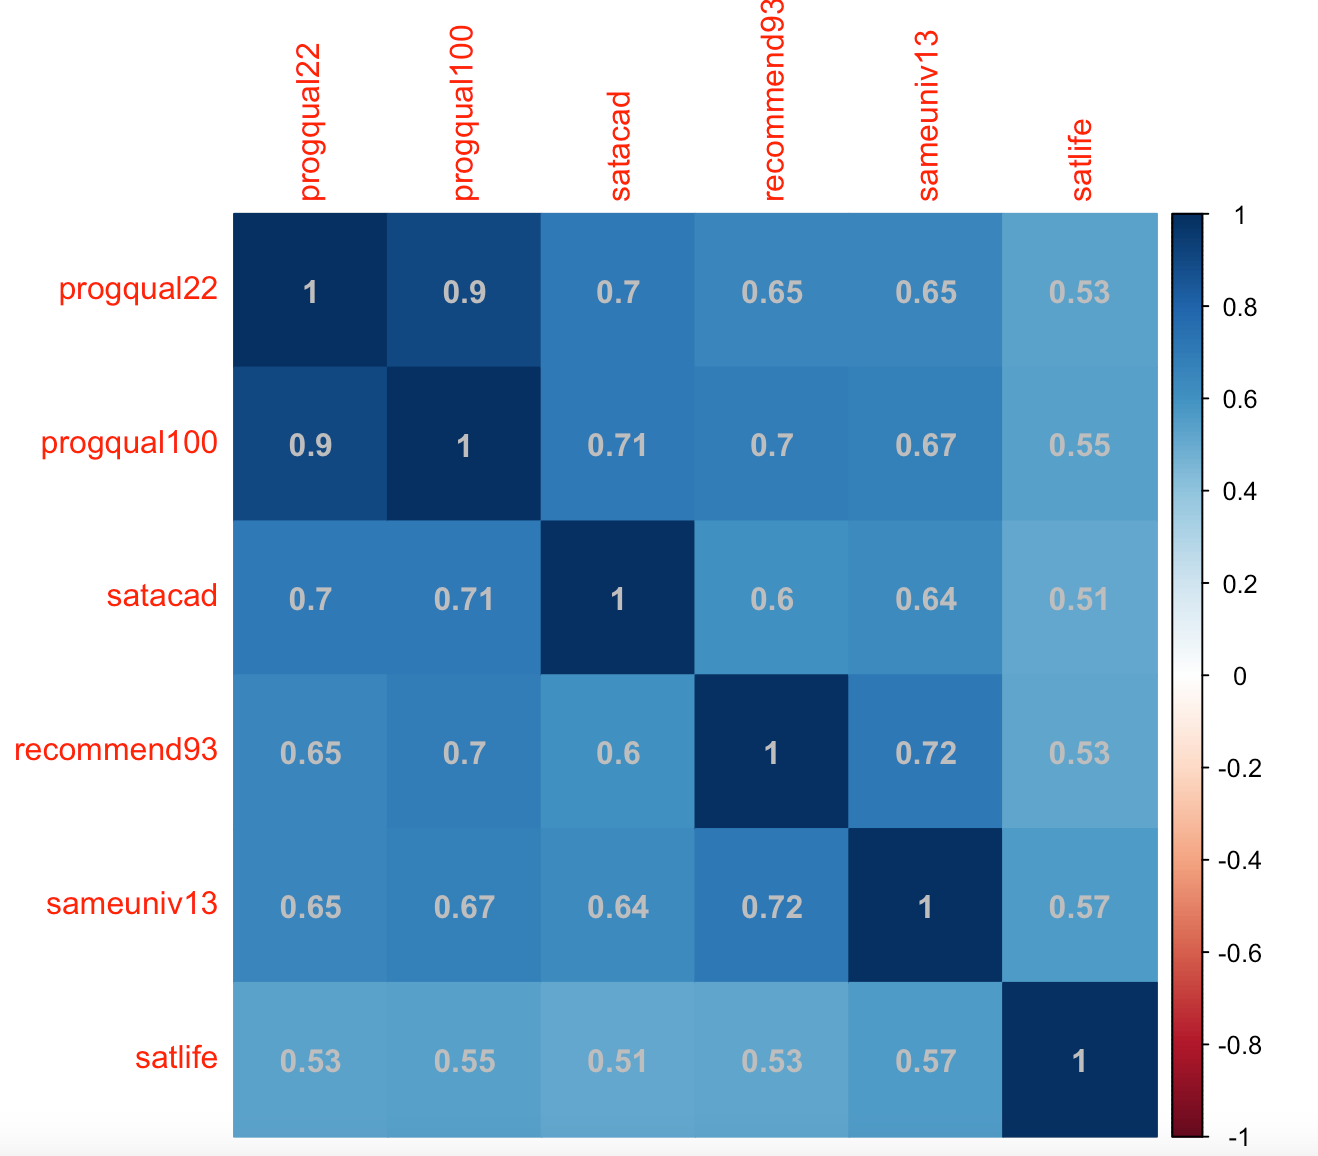 progqual22
progqual100
satacad
recommend93
sameuniv13
satlife
progqual22 1 0.9 0.7 0.65 0.65 0.53
progqual100 0.9 1 0.71 0.7 0.67 0.55
satacad 0.7 0.71 1 0.6 0.64 0.51
recommend93 0.65 0.7 0.6 1 0.72 0.53
sameuniv13 0.65 0.67 0.64 0.72 1 0.57
satlife 0.53 0.55 0.51 0.53 0.57 1
1
0.8
0.6
0.4
0.2
0
-0.2
-0.4
-0.6
-0.8
-1